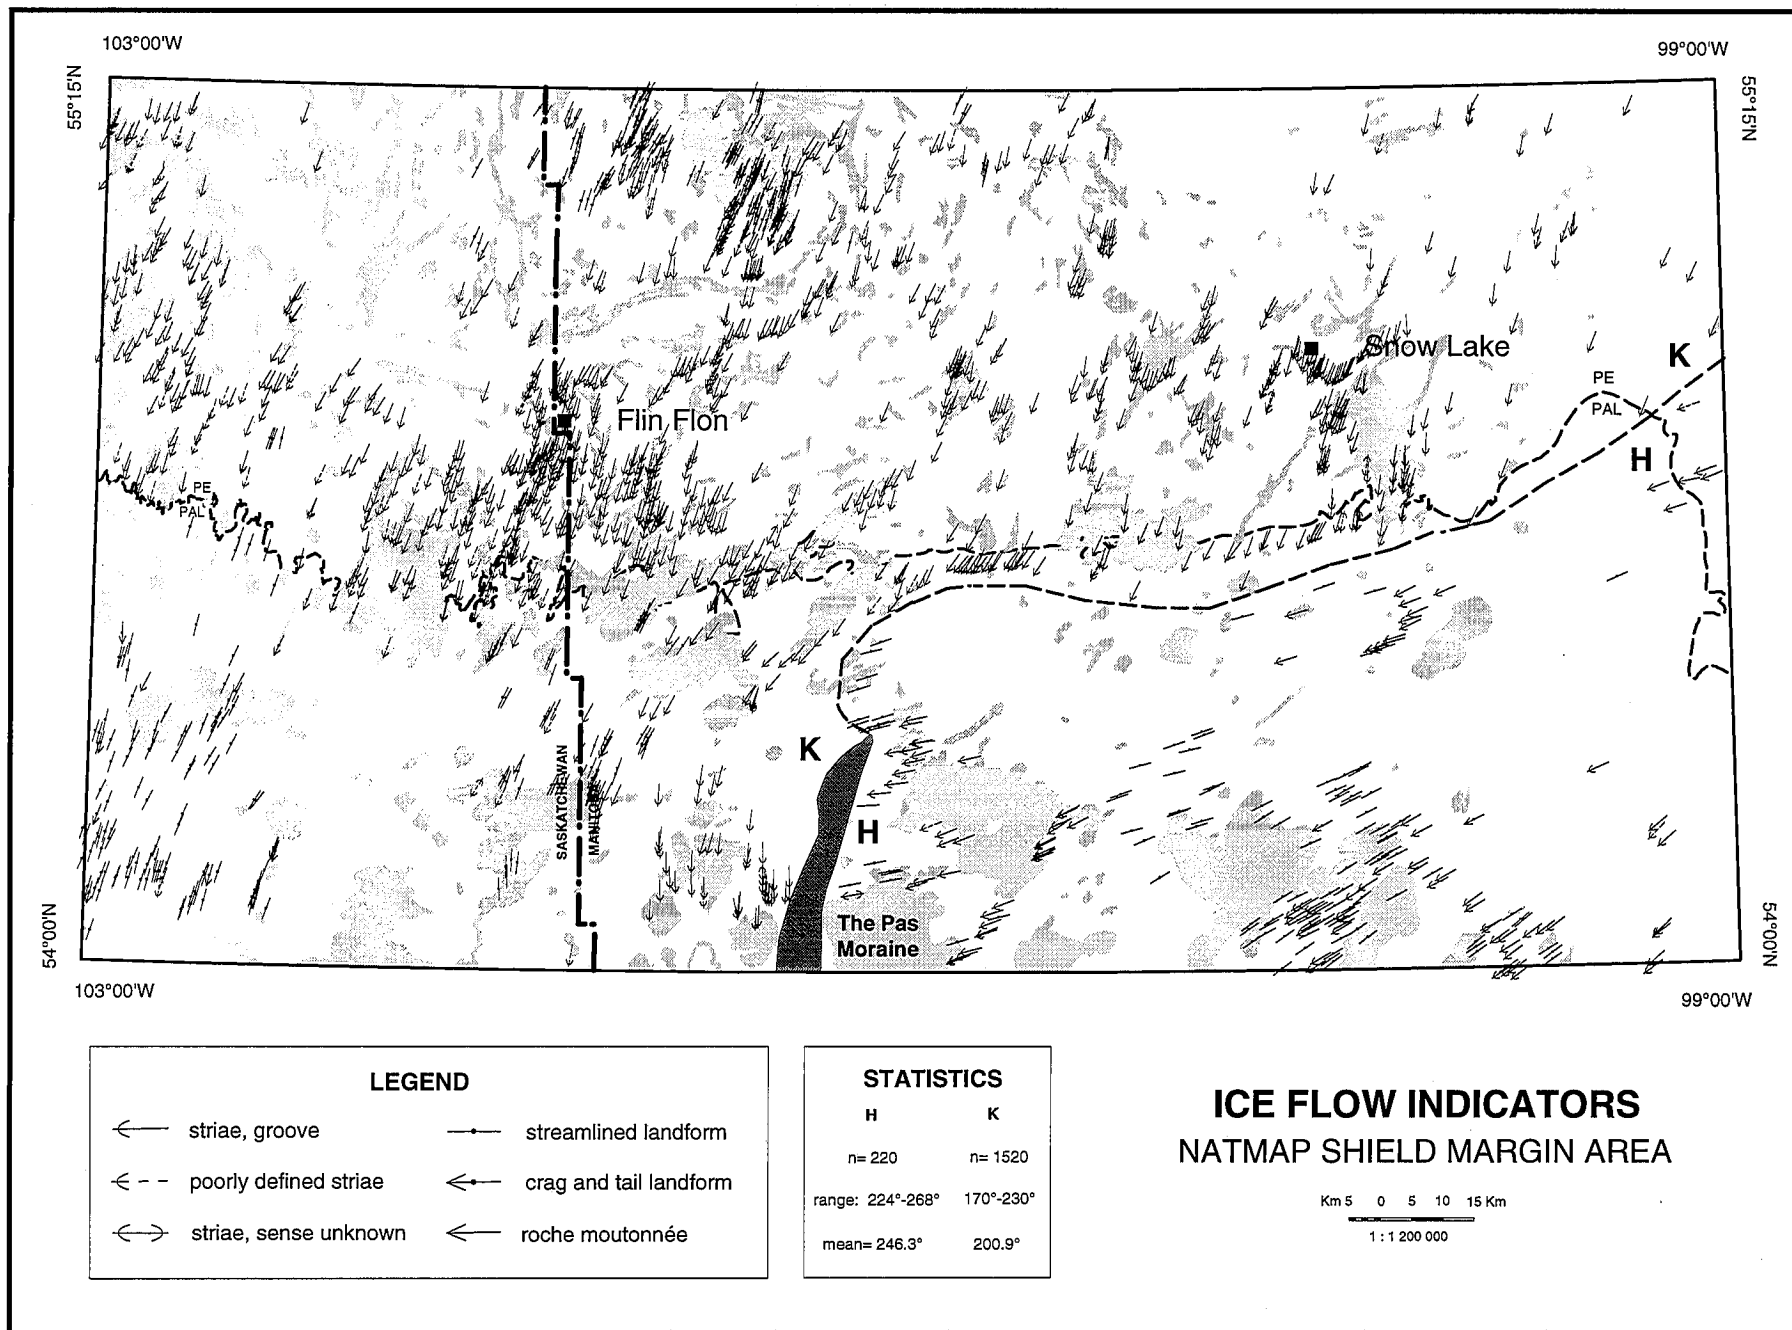 103°00'W
99°00'W
55°15'N
55°15'N
Snow Lake
K
PE
PAL
Flin Flon
H
PE
PAL
K
SASKATCHEWAN
MANITOBA
H
The Pas
Moraine
54°00'N
54°00'N
103°00'W
99°00'W
LEGEND
striae, groove
streamlined landform
poorly defined striae
crag and tail landform
striae, sense unknown
roche moutonnée
STATISTICS
H K
n= 220 n= 1520
range: 224°-268° 170°-230°
mean= 246.3° 200.9°
ICE FLOW INDICATORS
NATMAP SHIELD MARGIN AREA
Km 5 0 5 10 15 Km
1 : 1 200 000